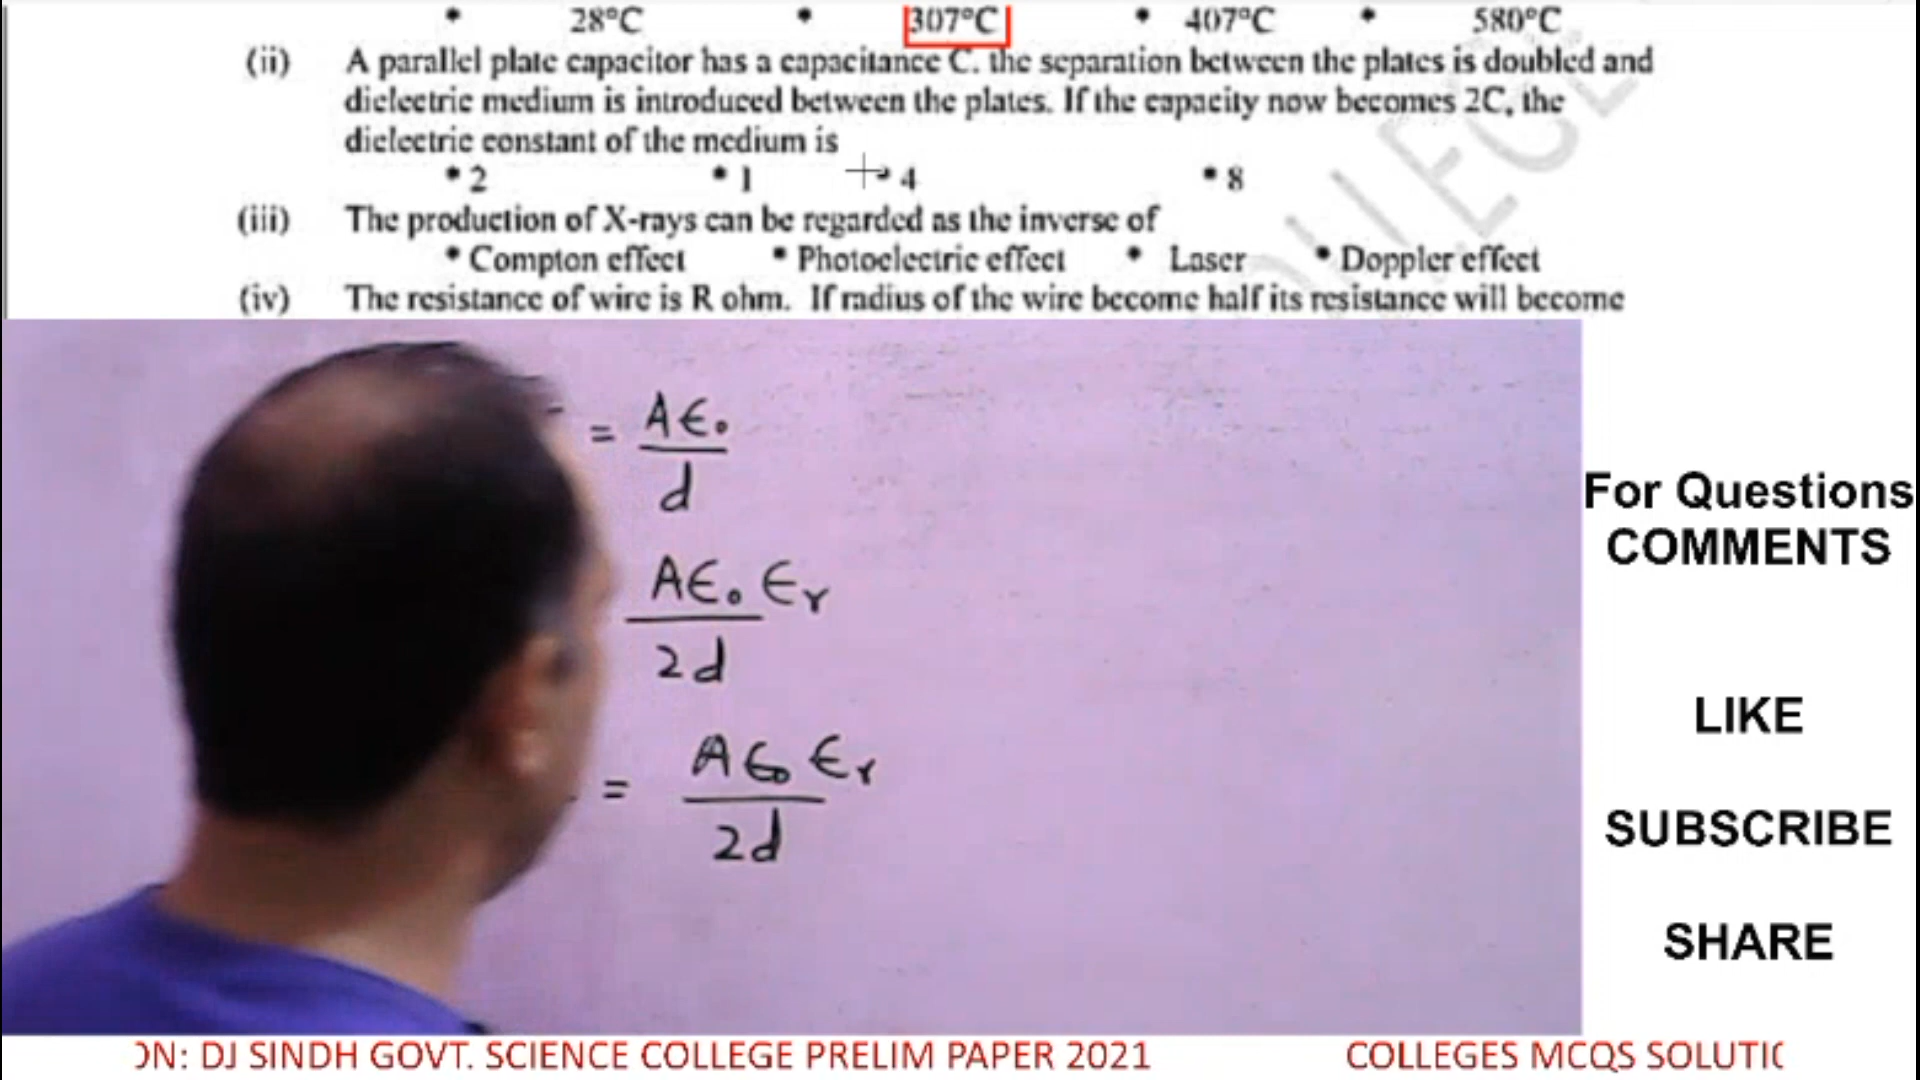 • 28°C • 307°C • 407°C • 580°C
(ii) A parallel plate capacitor has a capacitance C. the separation between the plates is doubled and
dielectric medium is introduced between the plates. If the capacity now becomes 2C, the
dielectric constant of the medium is
• 2 • 1 • 4 • 8
(iii) The production of X-rays can be regarded as the inverse of
• Compton effect • Photoelectric effect • Laser • Doppler effect
(iv) The resistance of wire is R ohm. If radius of the wire become half its resistance will become
= Aϵ₀
d
Aϵ₀ ϵr
2d
= Aϵ₀ ϵr
2d
For Questions
COMMENTS
LIKE
SUBSCRIBE
SHARE
ON: DJ SINDH GOVT. SCIENCE COLLEGE PRELIM PAPER 2021 COLLEGES MCQS